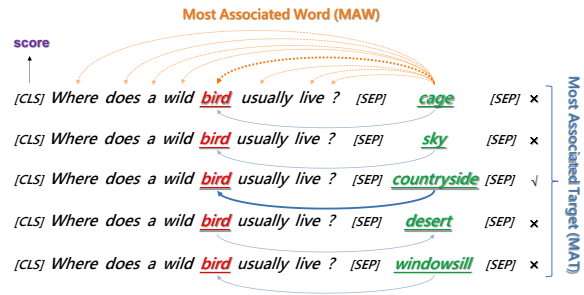 Most Associated Word (MAW)
score
[CLS] Where does a wild bird usually live ? [SEP] cage [SEP] ×
[CLS] Where does a wild bird usually live ? [SEP] sky [SEP] ×
[CLS] Where does a wild bird usually live ? [SEP] countryside [SEP] √
[CLS] Where does a wild bird usually live ? [SEP] desert [SEP] ×
[CLS] Where does a wild bird usually live ? [SEP] windowsill [SEP] ×
Most Associated Target (MAT)